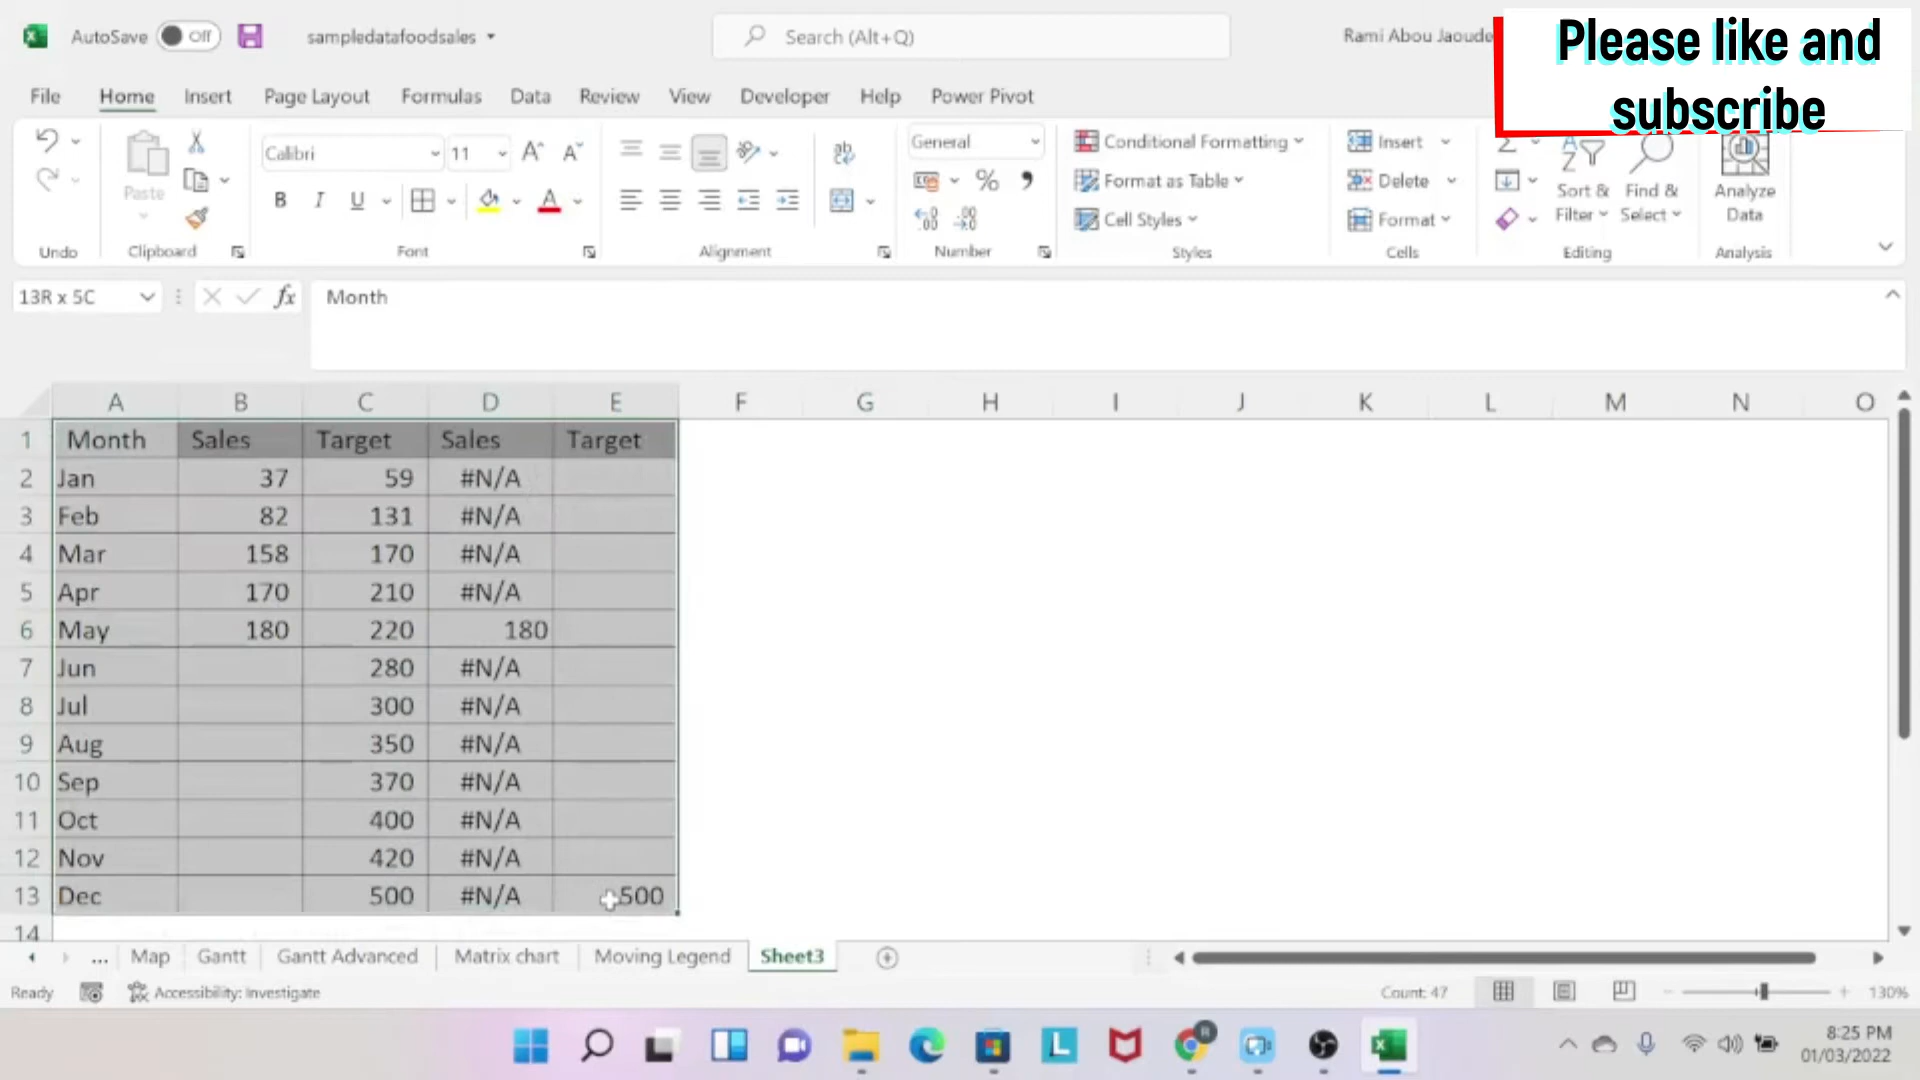 AutoSave Off sampledatafoodsales Search (Alt+Q) Rami Abou Jaoude
Please like and
subscribe
File Home Insert Page Layout Formulas Data Review View Developer Help Power Pivot
Calibri 11 General Conditional Formatting Insert
Paste Format as Table Delete Sort & Find & Analyze
B I U A % Cell Styles Format Filter Select Data
Undo Clipboard Font Alignment Number Styles Cells Editing Analysis
13R x 5C fx Month
A B C D E F G H I J K L M N O
1 Month Sales Target Sales Target
2 Jan 37 59 #N/A
3 Feb 82 131 #N/A
4 Mar 158 170 #N/A
5 Apr 170 210 #N/A
6 May 180 220 180
7 Jun 280 #N/A
8 Jul 300 #N/A
9 Aug 350 #N/A
10 Sep 370 #N/A
11 Oct 400 #N/A
12 Nov 420 #N/A
13 Dec 500 #N/A 500
14
... Map Gantt Gantt Advanced Matrix chart Moving Legend Sheet3
Ready Accessibility: Investigate Count: 47 130%
L R 8:25 PM
01/03/2022